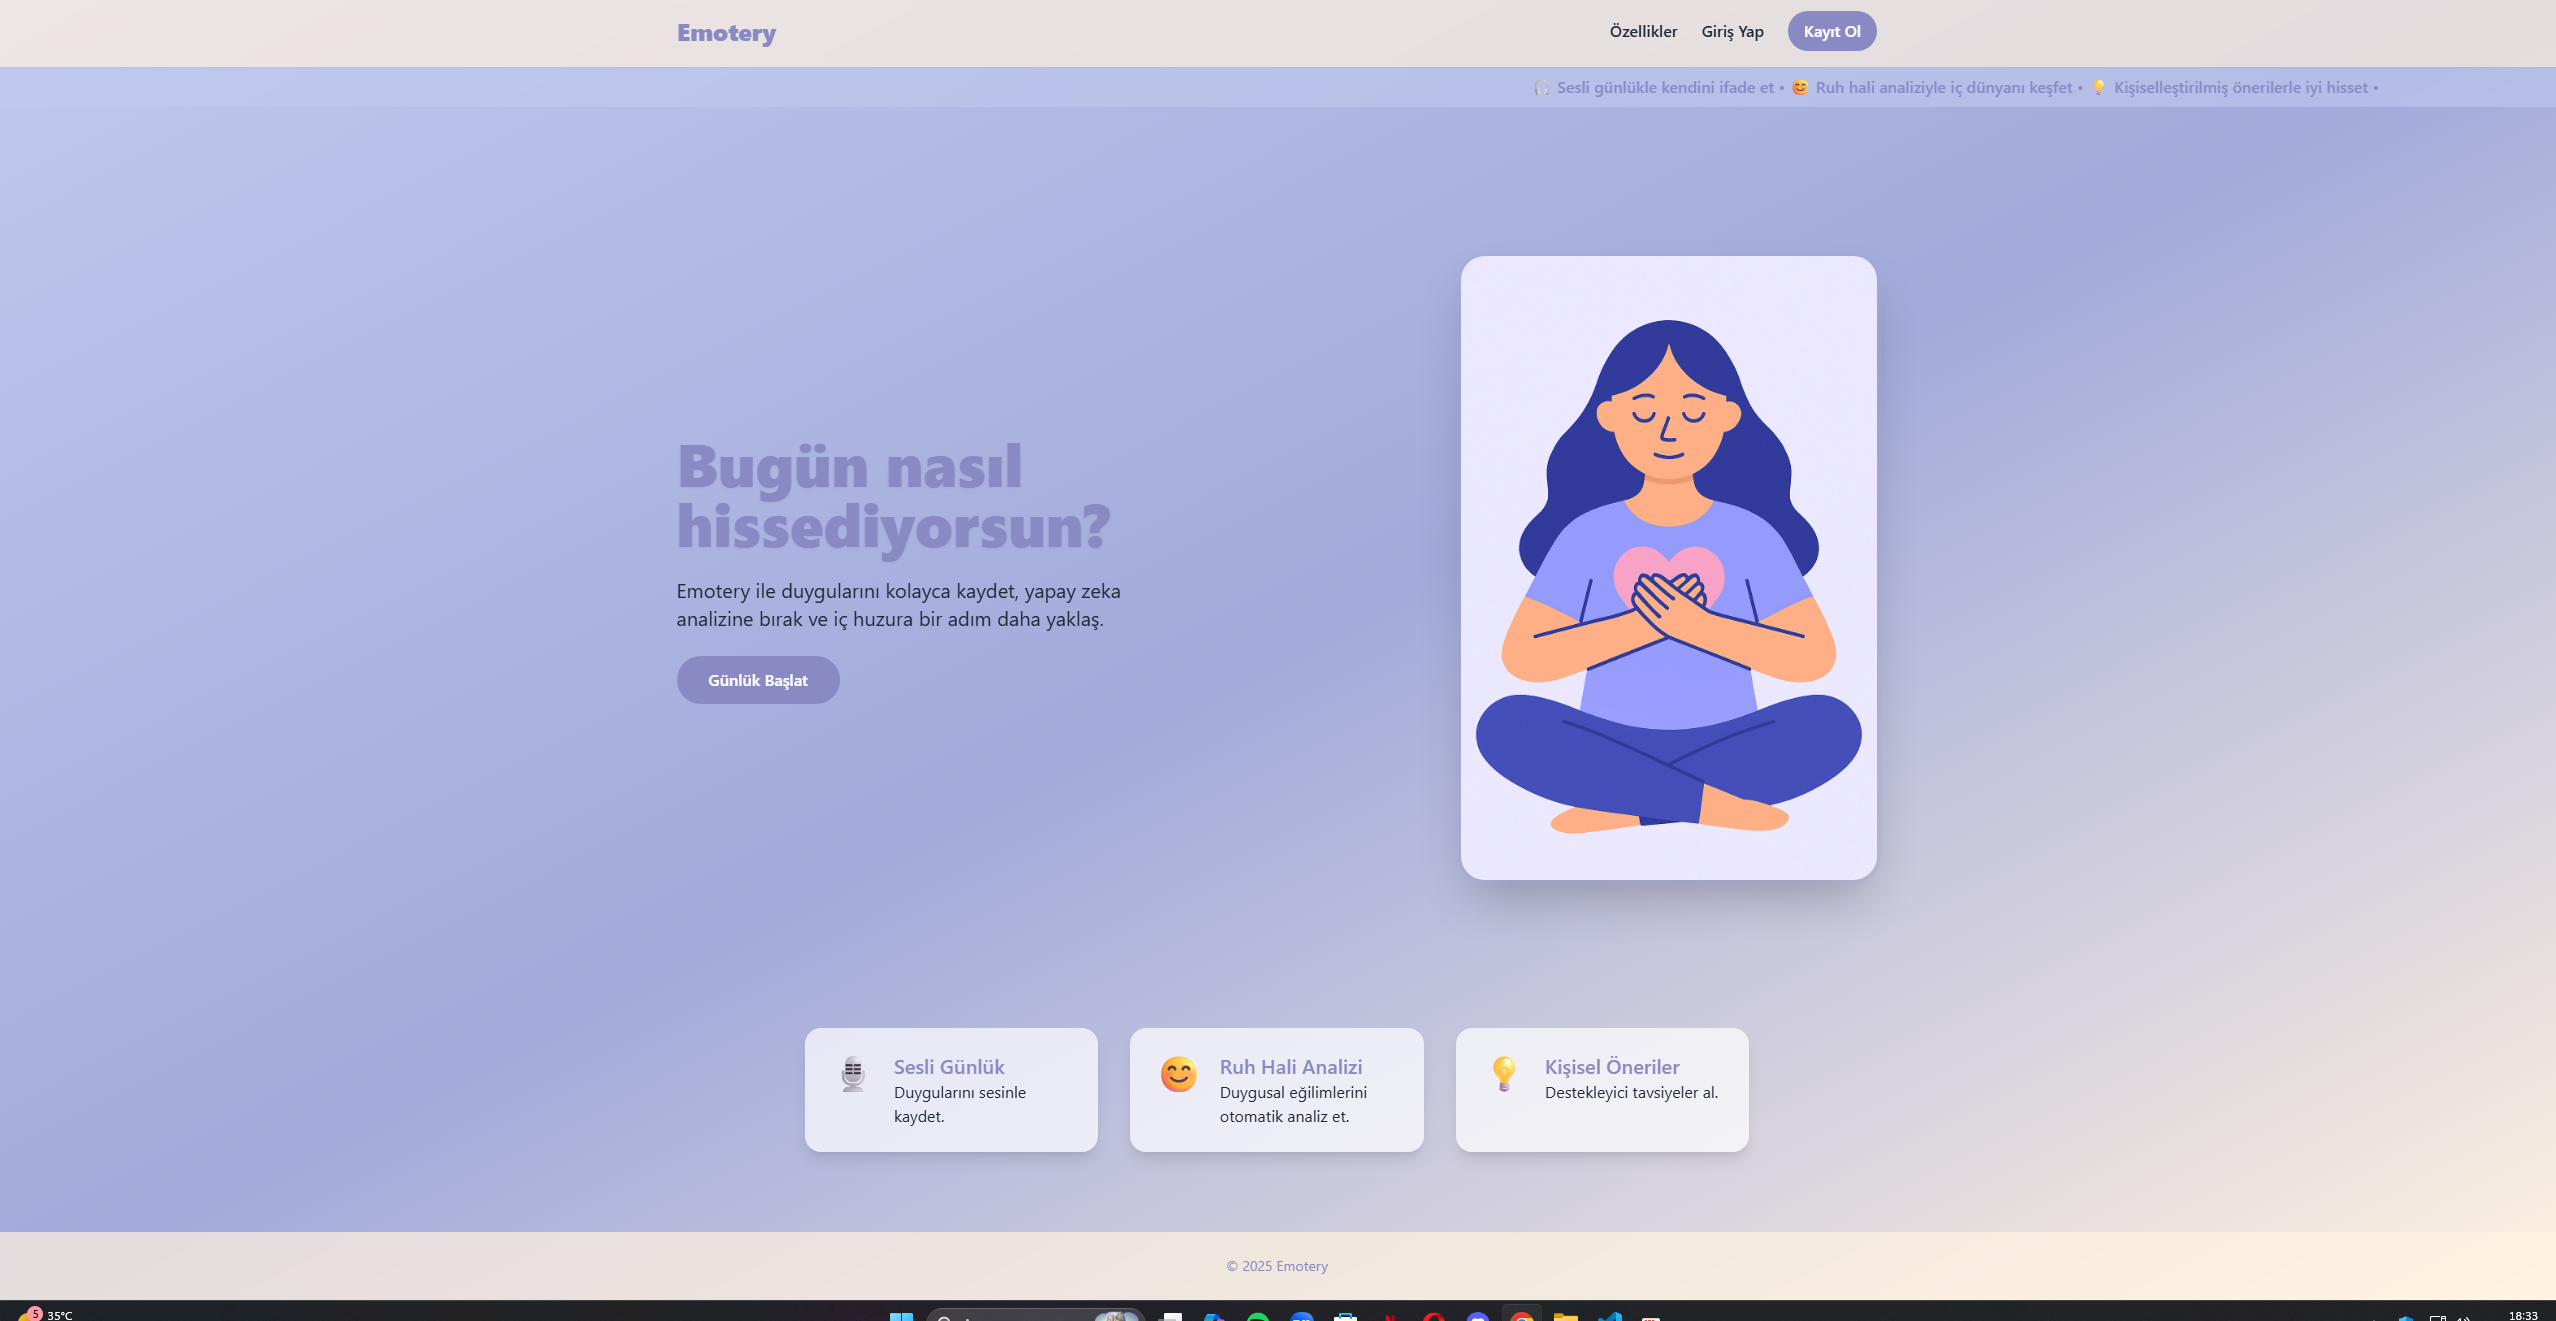 Emotery
Özellikler Giriş Yap Kayıt Ol
🎧 Sesli günlükle kendini ifade et • 😊 Ruh hali analiziyle iç dünyanı keşfet • 💡 Kişiselleştirilmiş önerilerle iyi hisset •
Bugün nasıl
hissediyorsun?
Emotery ile duygularını kolayca kaydet, yapay zeka
analizine bırak ve iç huzura bir adım daha yaklaş.
Günlük Başlat
Sesli Günlük
Duygularını sesinle
kaydet.
Ruh Hali Analizi
Duygusal eğilimlerini
otomatik analiz et.
Kişisel Öneriler
Destekleyici tavsiyeler al.
© 2025 Emotery
5 35°C
18:33